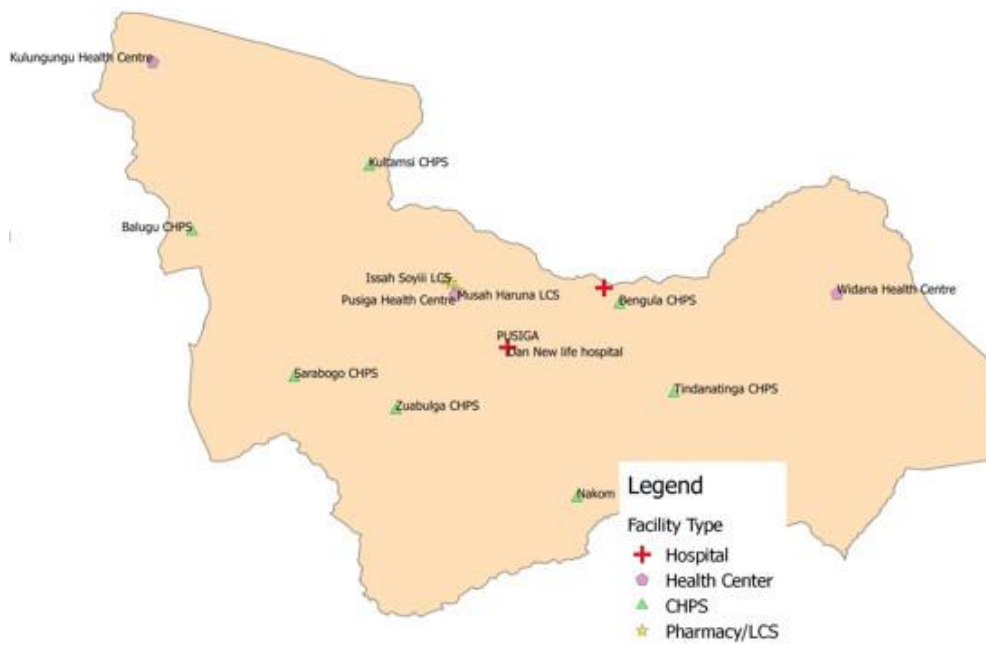 Kulungungu Health Centre
Kultamsi CHPS
Balugu CHPS
Issah Soyiii LCS
Musah Haruna LCS
Pusiga Health Centre
Bengula CHPS
Widana Health Centre
PUSIGA
Dan New life hospital
Sarabogo CHPS
Tindanatinga CHPS
Zuabulga CHPS
Nakom
Legend
Facility Type
Hospital
Health Center
CHPS
Pharmacy/LCS